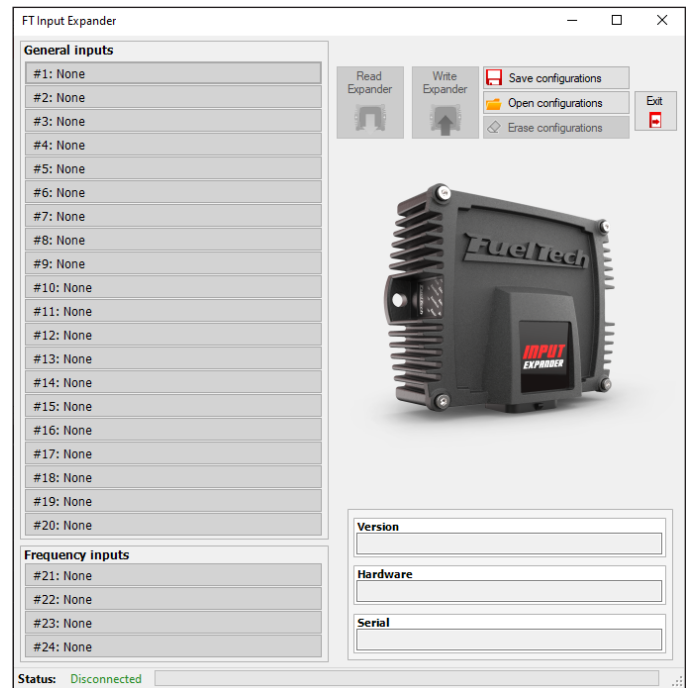 FT Input Expander
General inputs
#1: None
#2: None
#3: None
#4: None
#5: None
#6: None
#7: None
#8: None
#9: None
#10: None
#11: None
#12: None
#13: None
#14: None
#15: None
#16: None
#17: None
#18: None
#19: None
#20: None
Frequency inputs
#21: None
#22: None
#23: None
#24: None
Read
Expander
Write
Expander
Save configurations
Open configurations
Erase configurations
Exit
FuelTech
INPUT
EXPANDER
Version
Hardware
Serial
Status: Disconnected